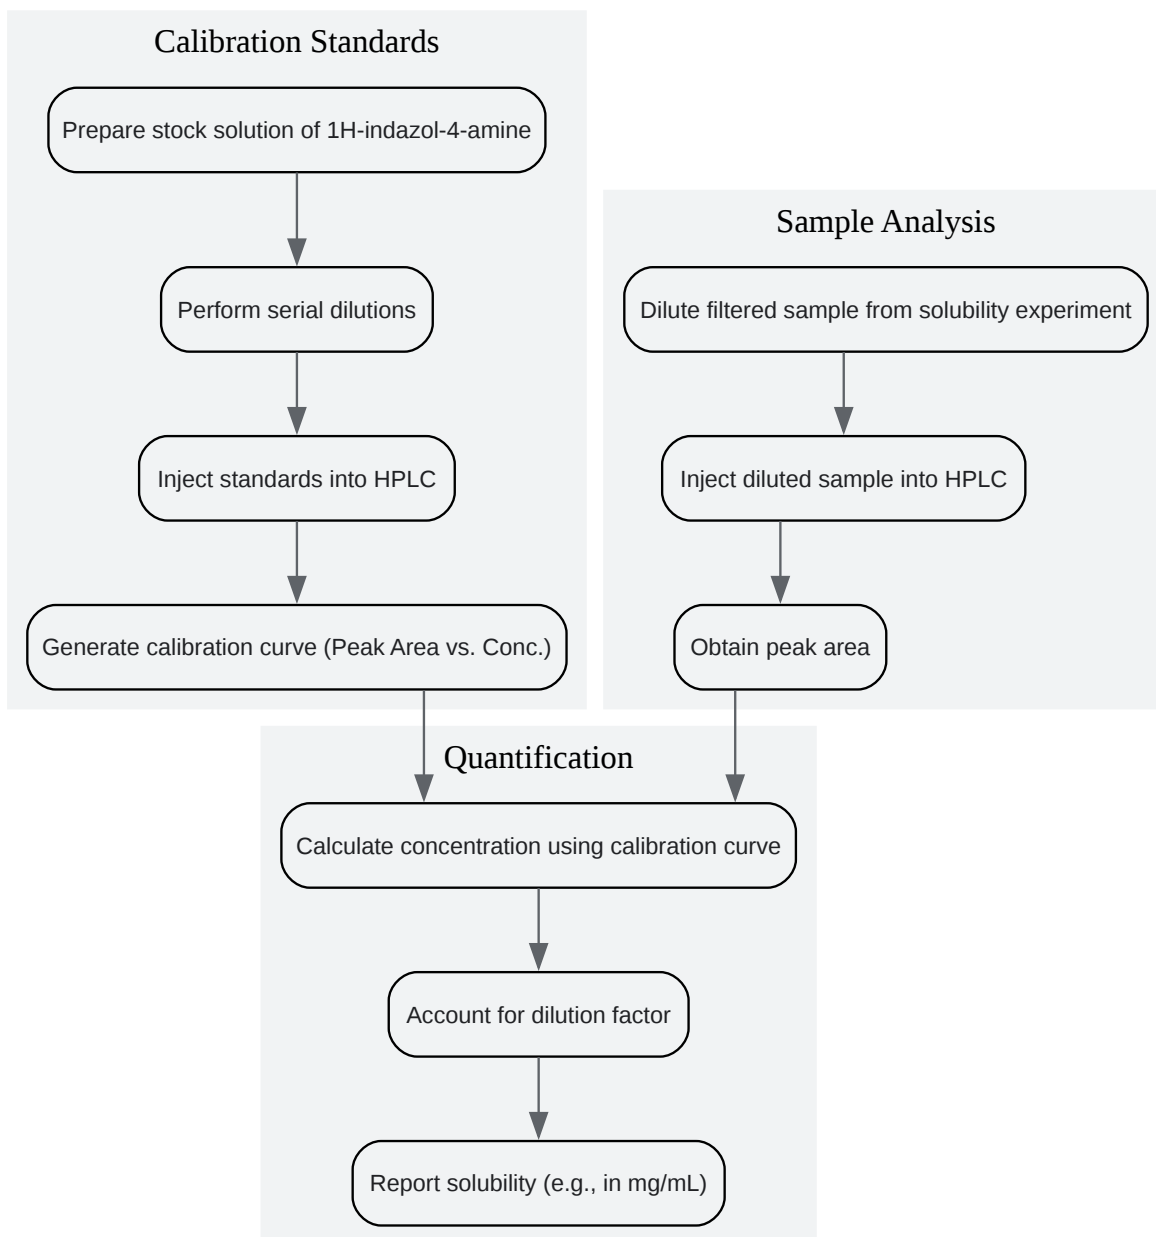 Calibration Standards
Prepare stock solution of 1H-indazol-4-amine
Perform serial dilutions
Inject standards into HPLC
Generate calibration curve (Peak Area vs. Conc.)
Sample Analysis
Dilute filtered sample from solubility experiment
Inject diluted sample into HPLC
Obtain peak area
Quantification
Calculate concentration using calibration curve
Account for dilution factor
Report solubility (e.g., in mg/mL)